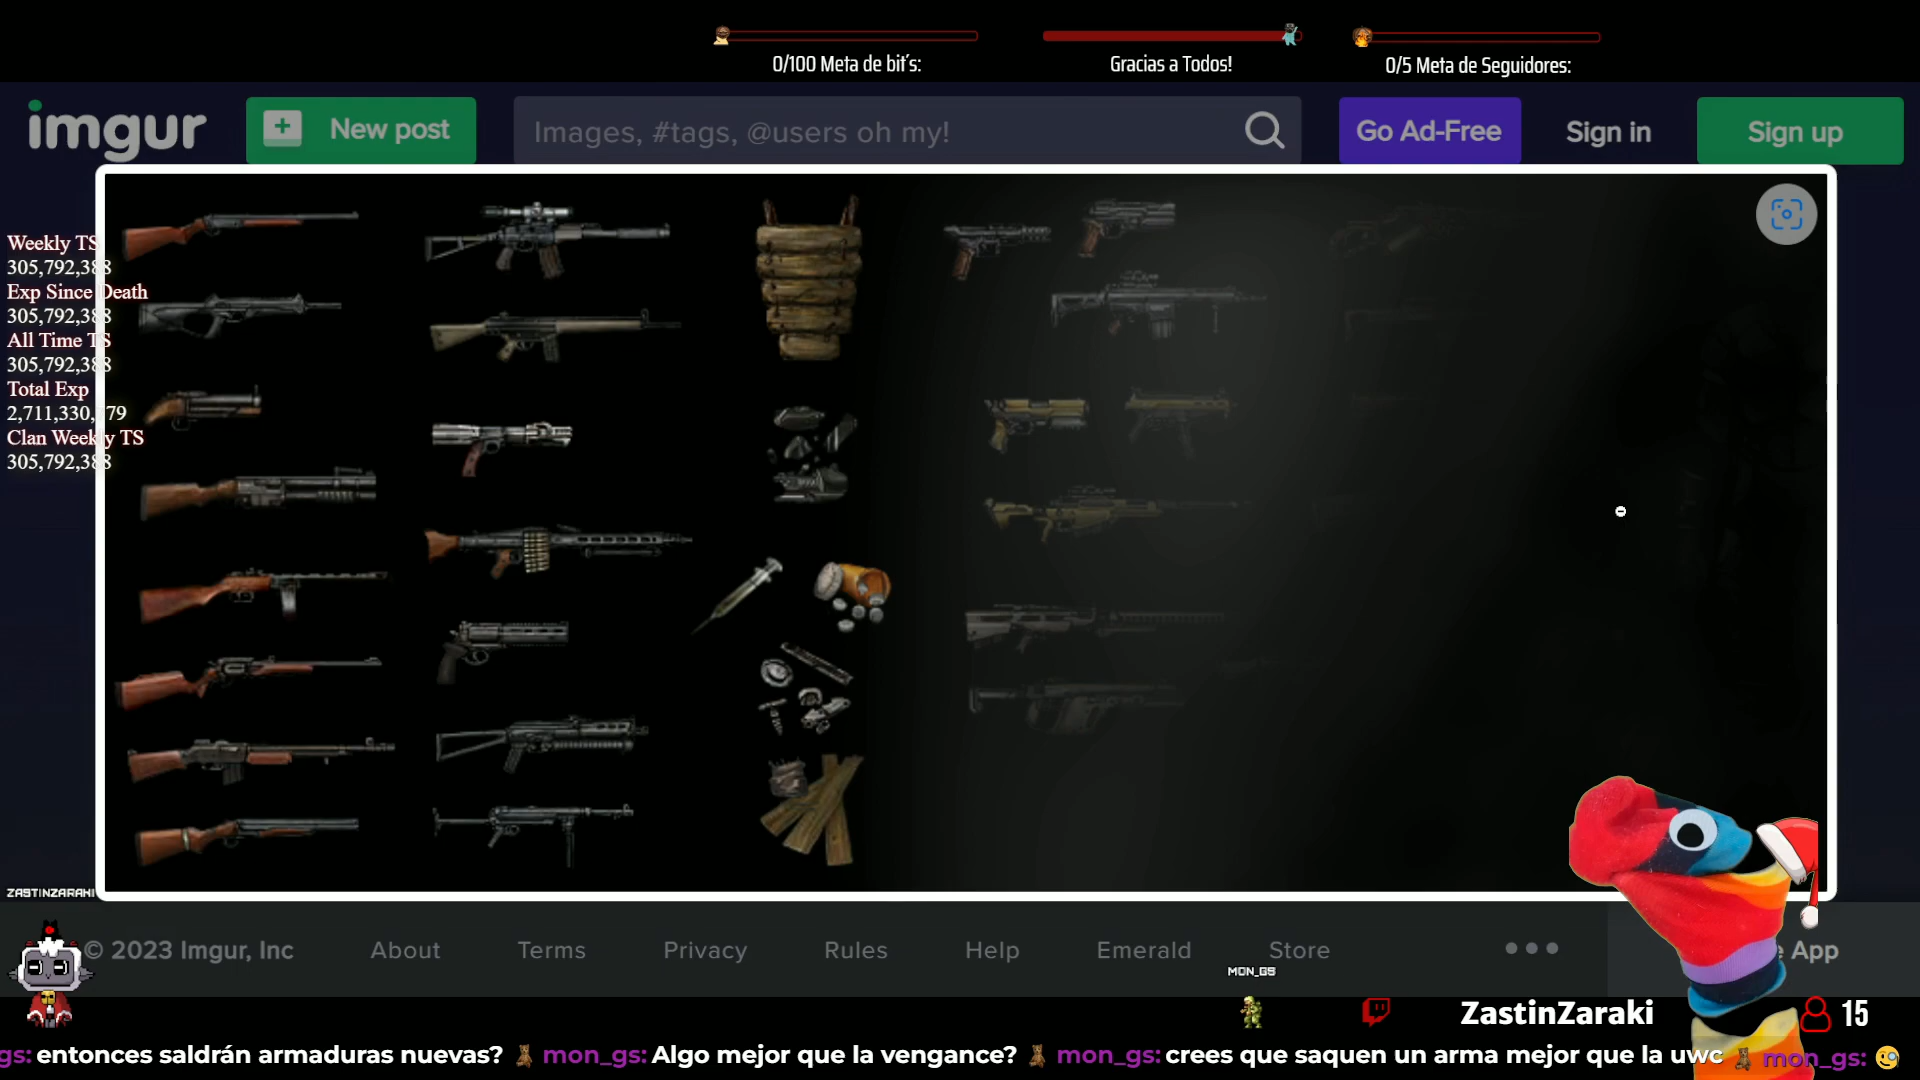 0/100 Meta de bit's:
Gracias a Todos!
0/5 Meta de Seguidores:
imgur
New post
Images, #tags, @users oh my!
Go Ad-Free
Sign in
Sign up
Weekly TS
305,792,388
Exp Since Death
305,792,388
All Time TS
305,792,388
Total Exp
2,711,330,
79
Clan Weekly TS
305,792,388
ZASTINZARAKI
© 2023 Imgur, Inc
About
Terms
Privacy
Rules
Help
Emerald
Store
App
MON_GS
ZastinZaraki
15
gs: entonces saldrán armaduras nuevas? mon_gs: Algo mejor que la vengance? mon_gs: crees que saquen un arma mejor que la uwc mon_gs: